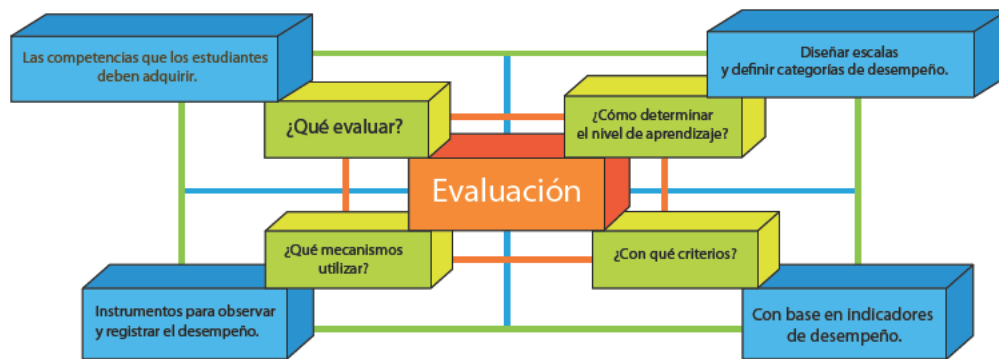 Las competencias que los estudiantes
deben adquirir.
Diseñar escalas
y definir categorías de desempeño.
¿Qué evaluar?
¿Cómo determinar
el nivel de aprendizaje?
Evaluación
¿Qué mecanismos
utilizar?
¿Con qué criterios?
Instrumentos para observar
y registrar el desempeño.
Con base en indicadores
de desempeño.